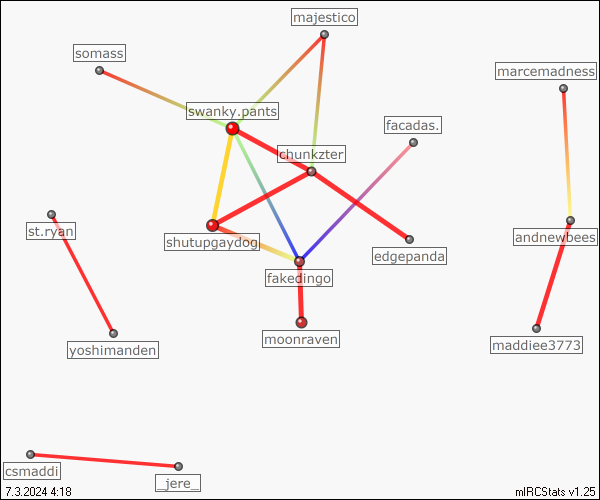 majestico
somass
marcemadness
swanky.pants
facadas.
chunkzter
st.ryan
shutupgaydog
andnewbees
edgepanda
fakedingo
moonraven
yoshimanden
maddiee3773
csmaddi
_jere_
7.3.2024 4:18
mIRCStats v1.25